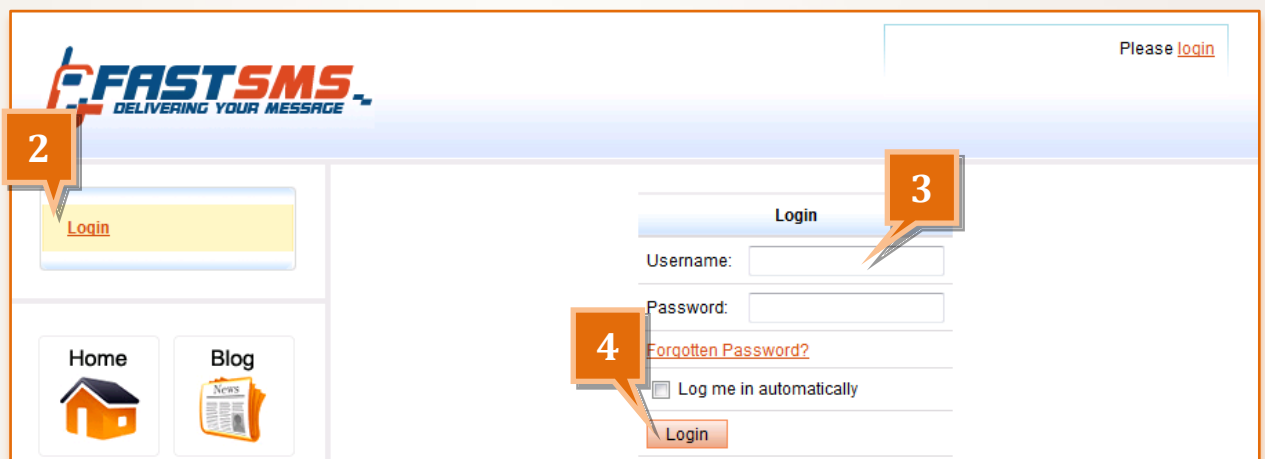 Please login
FASTSMS
DELIVERING YOUR MESSAGE
2
Login
3
Login
Username:
Password:
4
Forgotten Password?
Log me in automatically
Login
Home
Blog
News